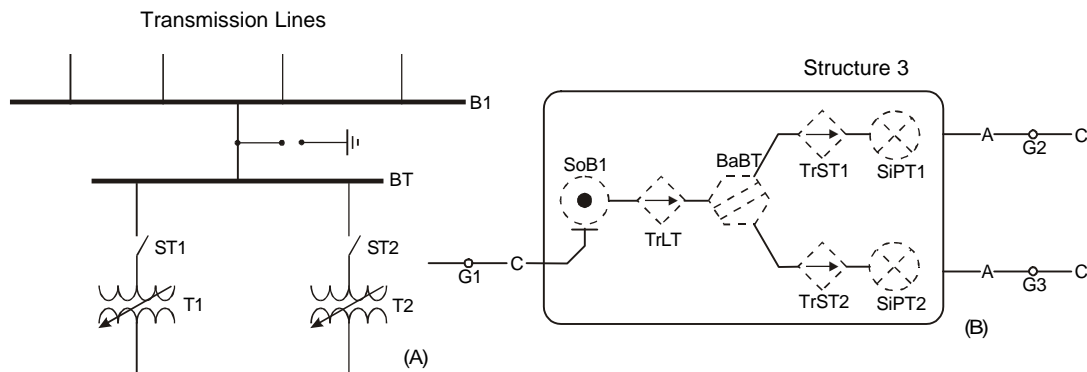 Transmission Lines
B1
BT
ST1
ST2
T1
T2
(A)
Structure 3
SoB1
TrLT
BaBT
TrST1
SiPT1
TrST2
SiPT2
G1
C
A
G2
C
A
G3
C
(B)